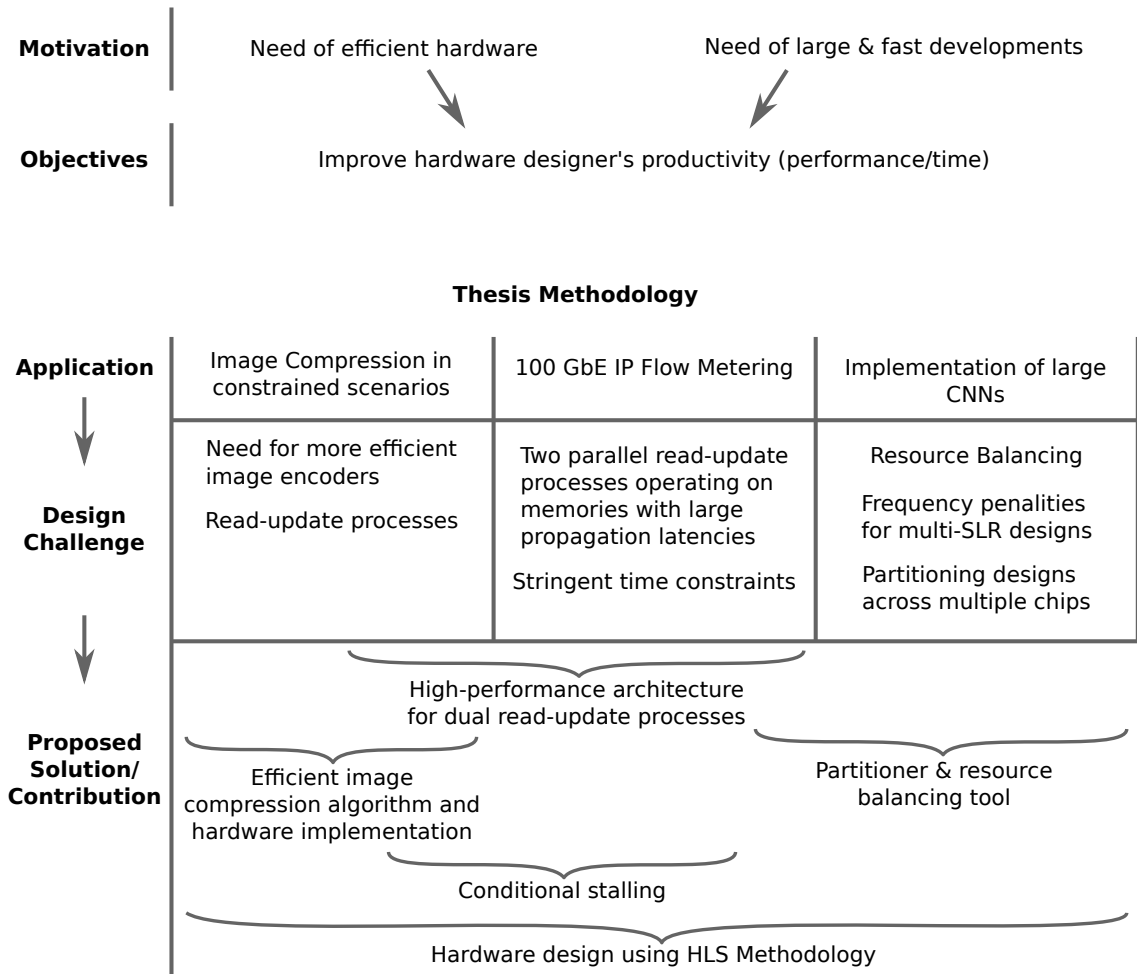 Motivation
Need of efficient hardware
Need of large & fast developments
Objectives
Improve hardware designer's productivity (performance/time)
Thesis Methodology
Application
Image Compression in
constrained scenarios
100 GbE IP Flow Metering
Implementation of large
CNNs
Design
Challenge
Need for more efficient
image encoders
Read-update processes
Two parallel read-update
processes operating on
memories with large
propagation latencies
Stringent time constraints
Resource Balancing
Frequency penalities
for multi-SLR designs
Partitioning designs
across multiple chips
Proposed
Solution/
Contribution
High-performance architecture
for dual read-update processes
Efficient image
compression algorithm and
hardware implementation
Partitioner & resource
balancing tool
Conditional stalling
Hardware design using HLS Methodology